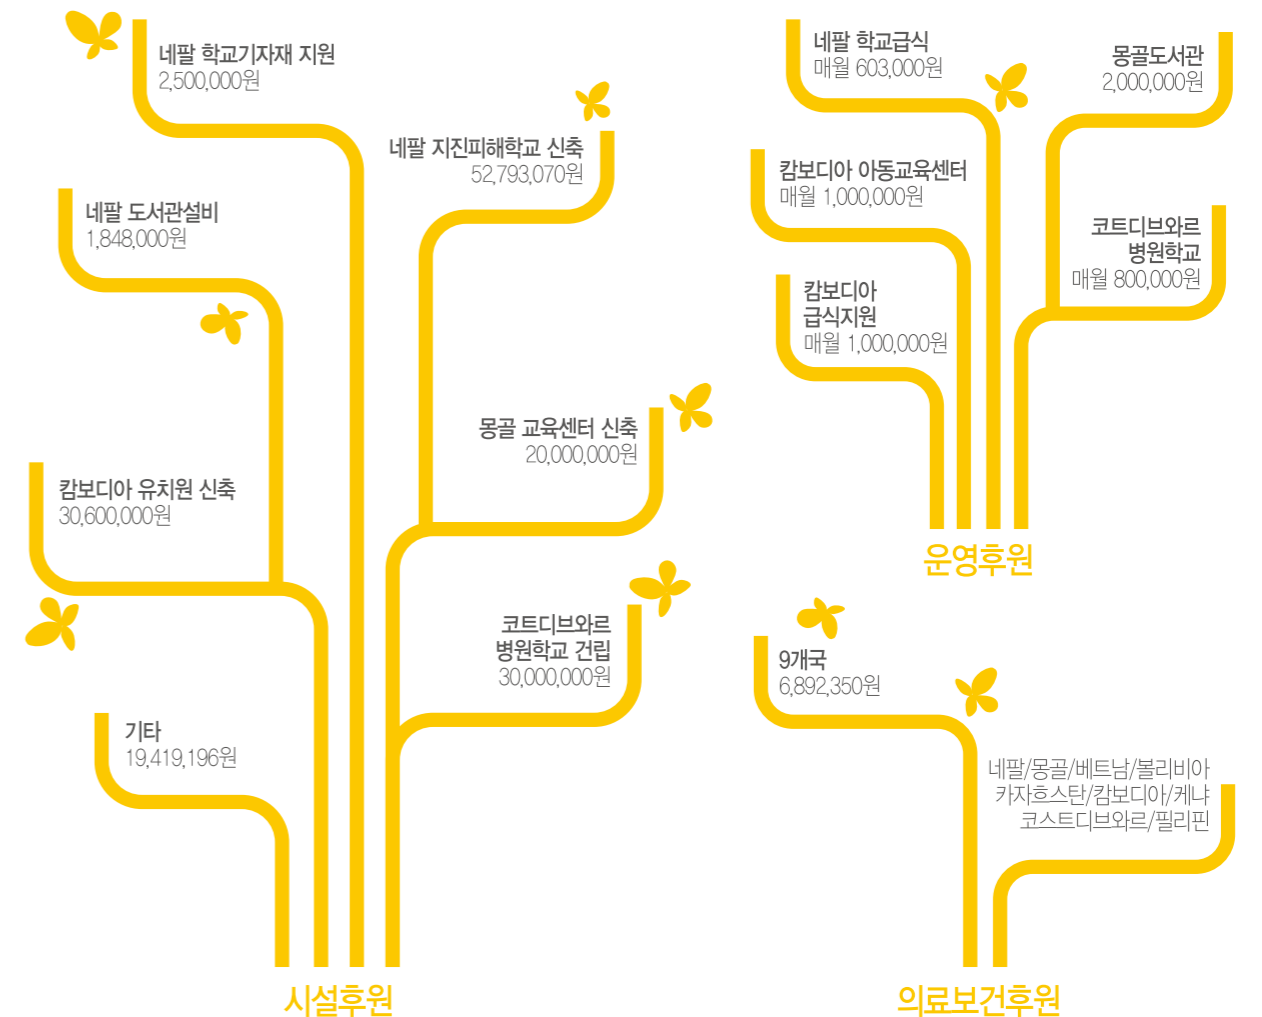 네팔 학교기자재 지원
2,500,000원
네팔 지진피해학교 신축
52,793,070원
네팔 도서관설비
1,848,000원
몽골 교육센터 신축
20,000,000원
캄보디아 유치원 신축
30,600,000원
코트디브와르
병원학교 건립
30,000,000원
기타
19,419,196원
시설후원
네팔 학교급식
매월 603,000원
몽골도서관
2,000,000원
캄보디아 아동교육센터
매월 1,000,000원
코트디브와르
병원학교
매월 800,000원
캄보디아
급식지원
매월 1,000,000원
운영후원
9개국
6,892,350원
네팔/몽골/베트남/볼리비아
카자흐스탄/캄보디아/케냐
코스트디브와르/필리핀
의료보건후원